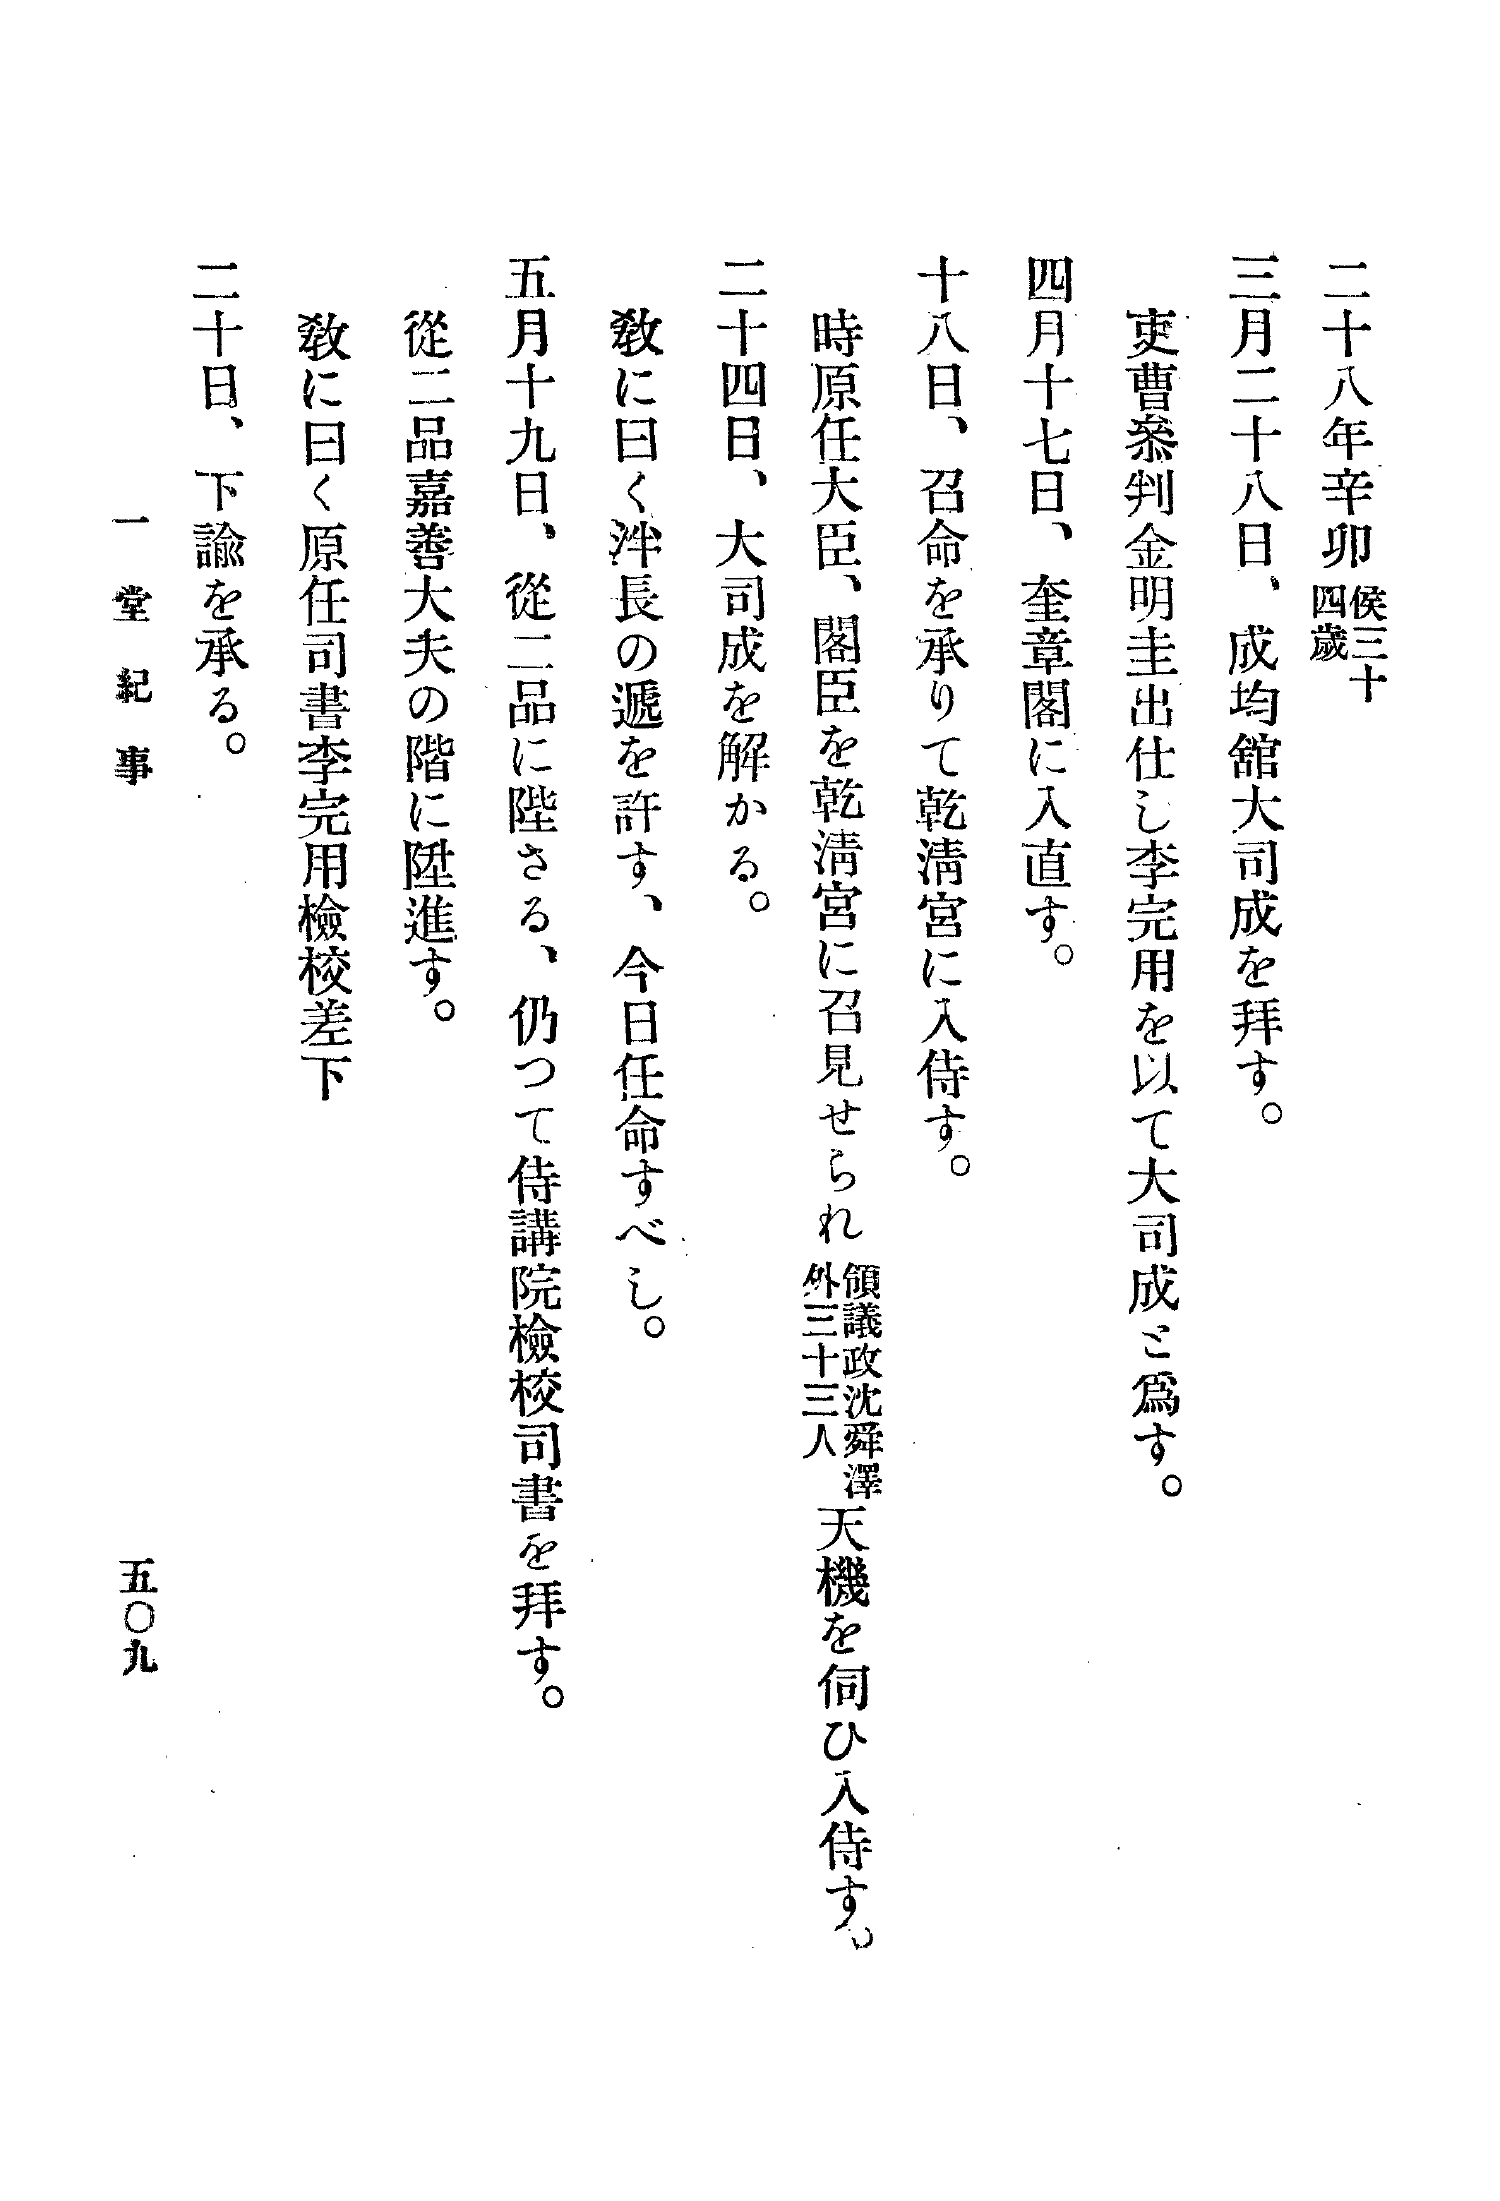 二十八年辛卯侯三十四歲
三月二十八日、成均舘大司成を拜す。
吏曹叅判金明圭出仕し李完用を以て大司成と爲す。
四月十七日、奎章閣に入直す。
十八日、召命を承りて乾淸宮に入侍す。
時原任大臣、閣臣を乾淸宮に召見せられ領議政沈舜澤外三十三人天機を伺ひ入侍す。
二十四日、大司成を解かる。
敎に曰く泮長の遞を許す、今日任命すべし。
五月十九日、從二品に陞さる、仍つて侍講院檢校司書を拜す。
從二品嘉善大夫の階に陞進す。
敎に曰く原任司書李完用檢校差下
二十日、下諭を承る。
一堂紀事
五〇九